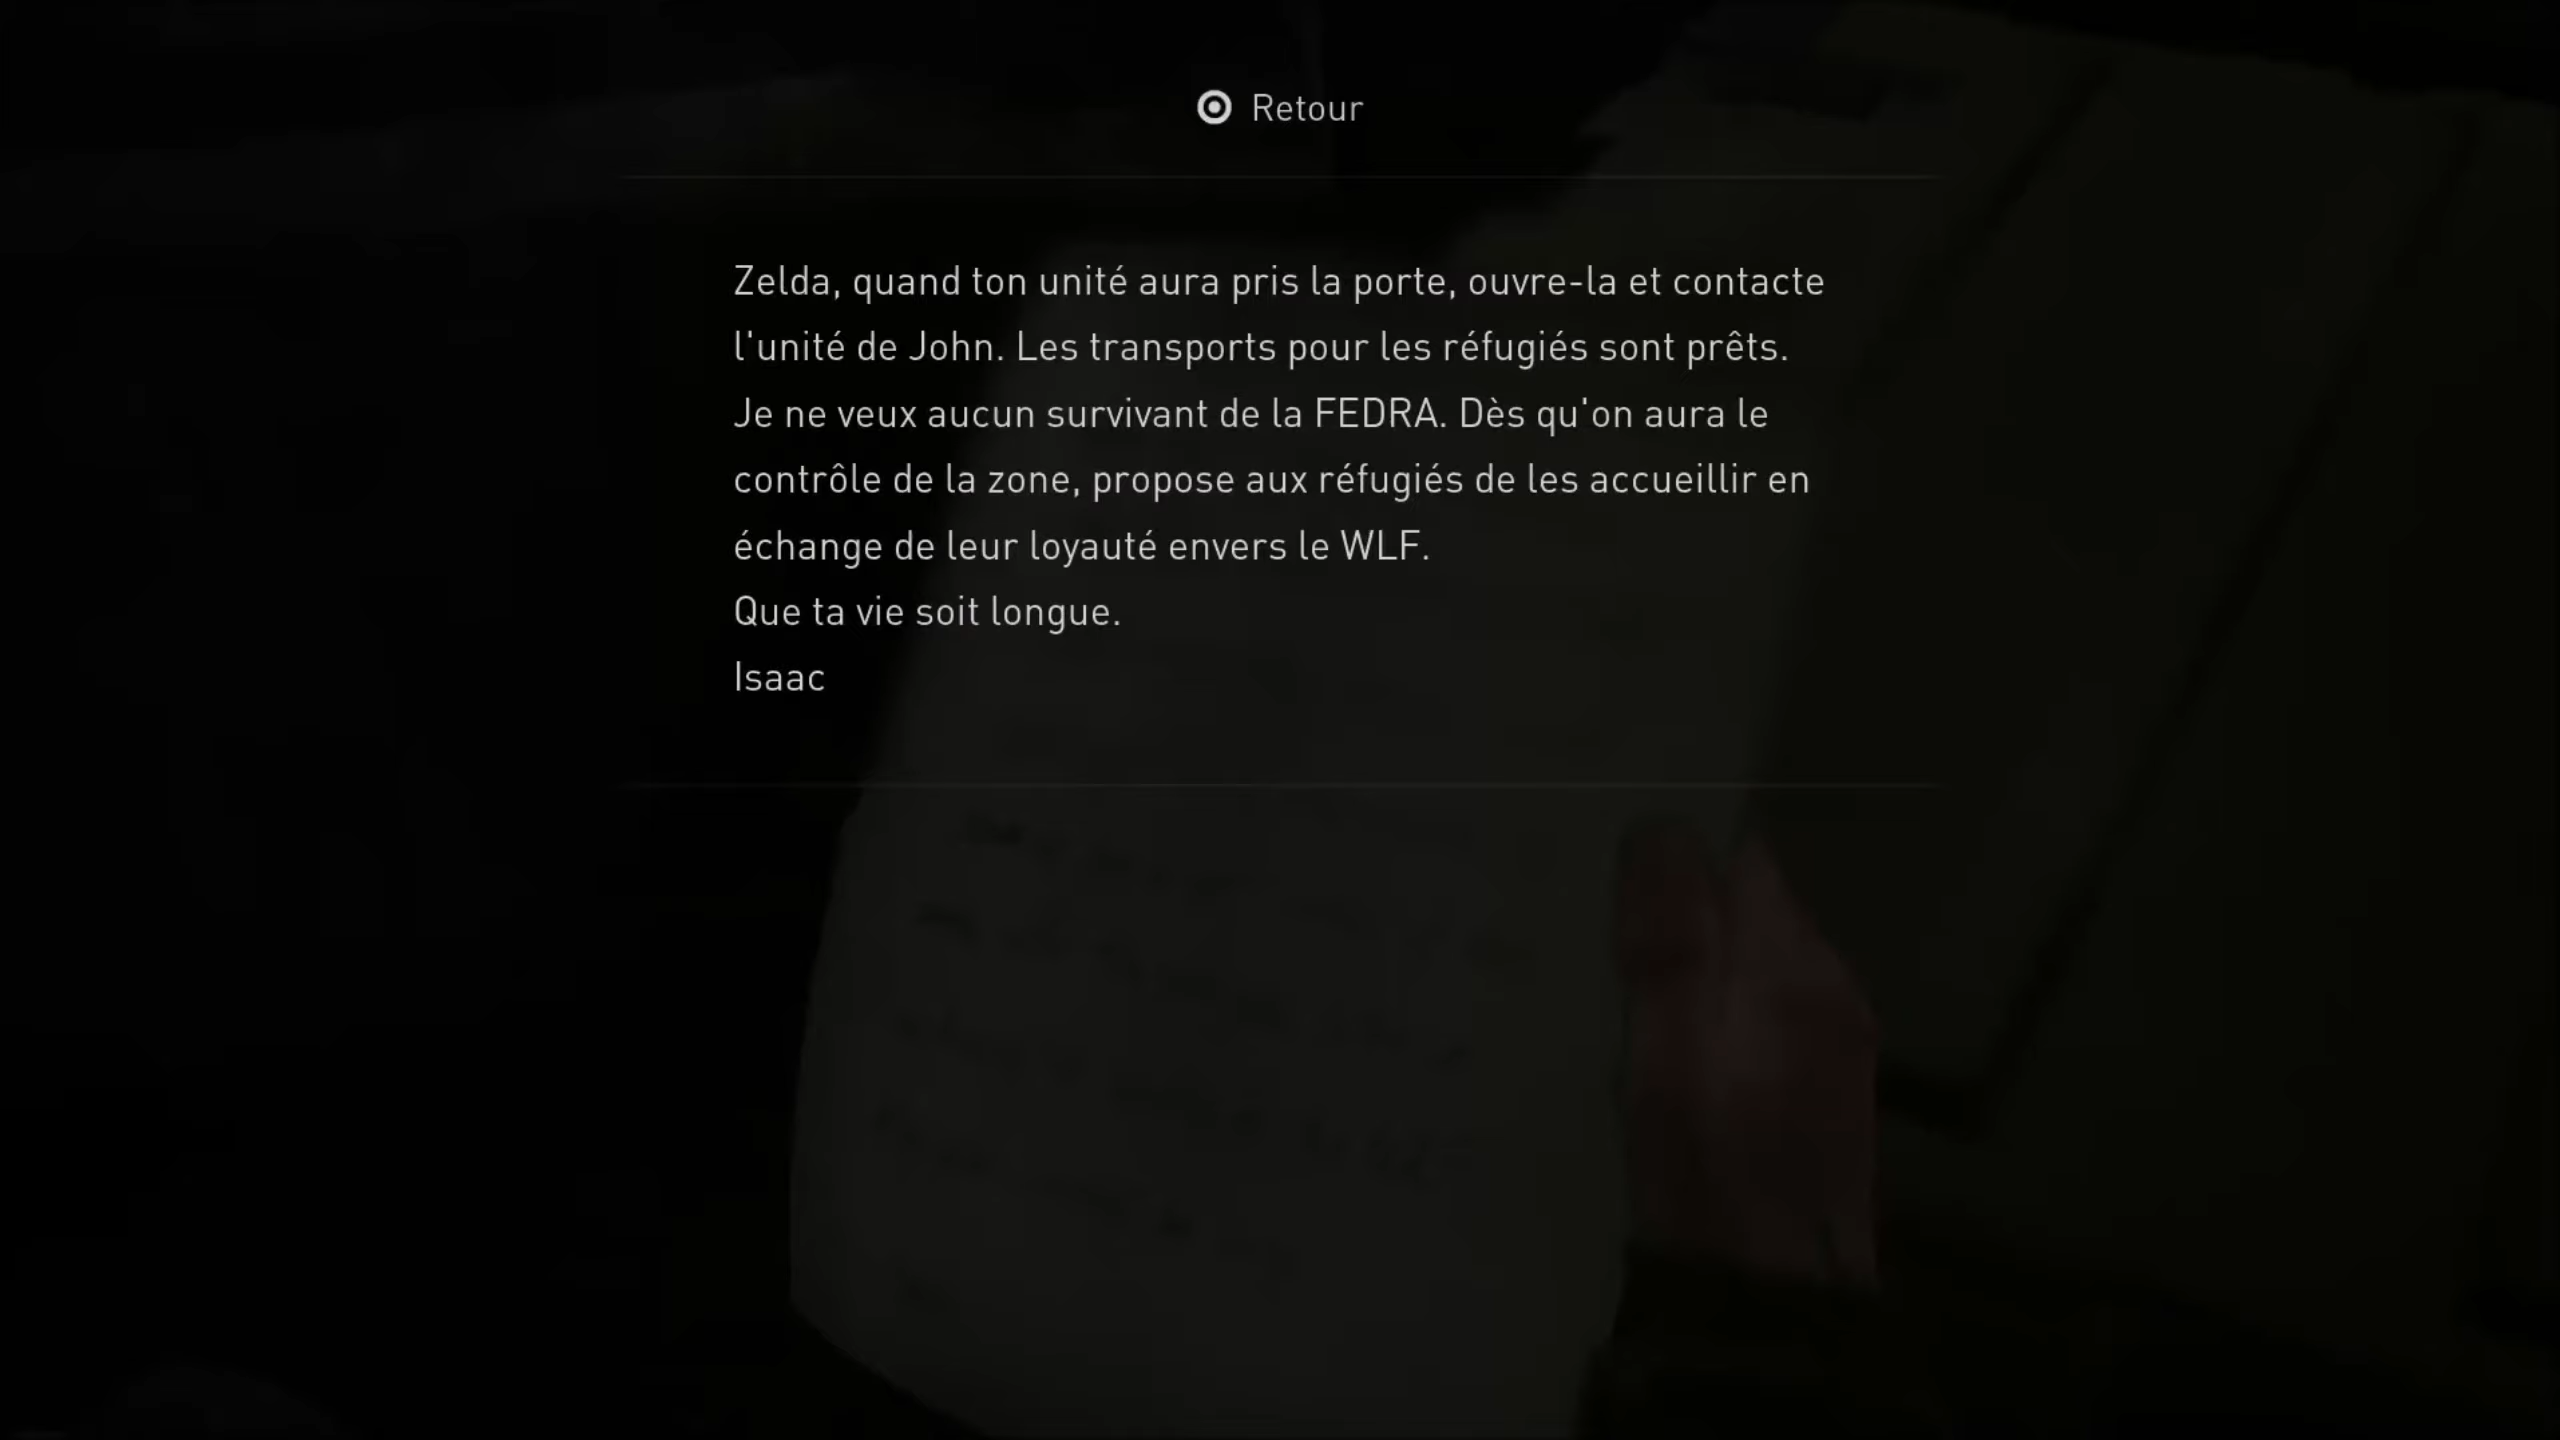 Retour
Zelda, quand ton unité aura pris la porte, ouvre-la et contacte
l'unité de John. Les transports pour les réfugiés sont prêts.
Je ne veux aucun survivant de la FEDRA. Dès qu'on aura le
contrôle de la zone, propose aux réfugiés de les accueillir en
échange de leur loyauté envers le WLF.
Que ta vie soit longue.
Isaac